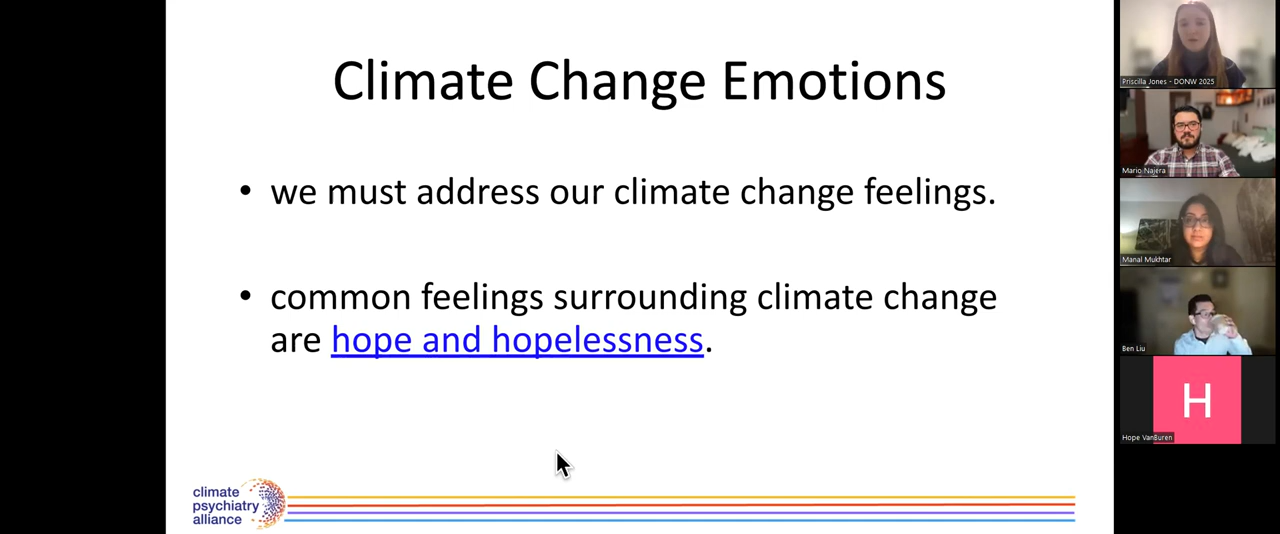 Climate Change Emotions
• we must address our climate change feelings.
• common feelings surrounding climate change
are hope and hopelessness.
climate
psychiatry
alliance
Priscilla Jones - DONW 2025
Mario Najera
Manal Mukhtar
Ben Liu
H
Hope VanBuren